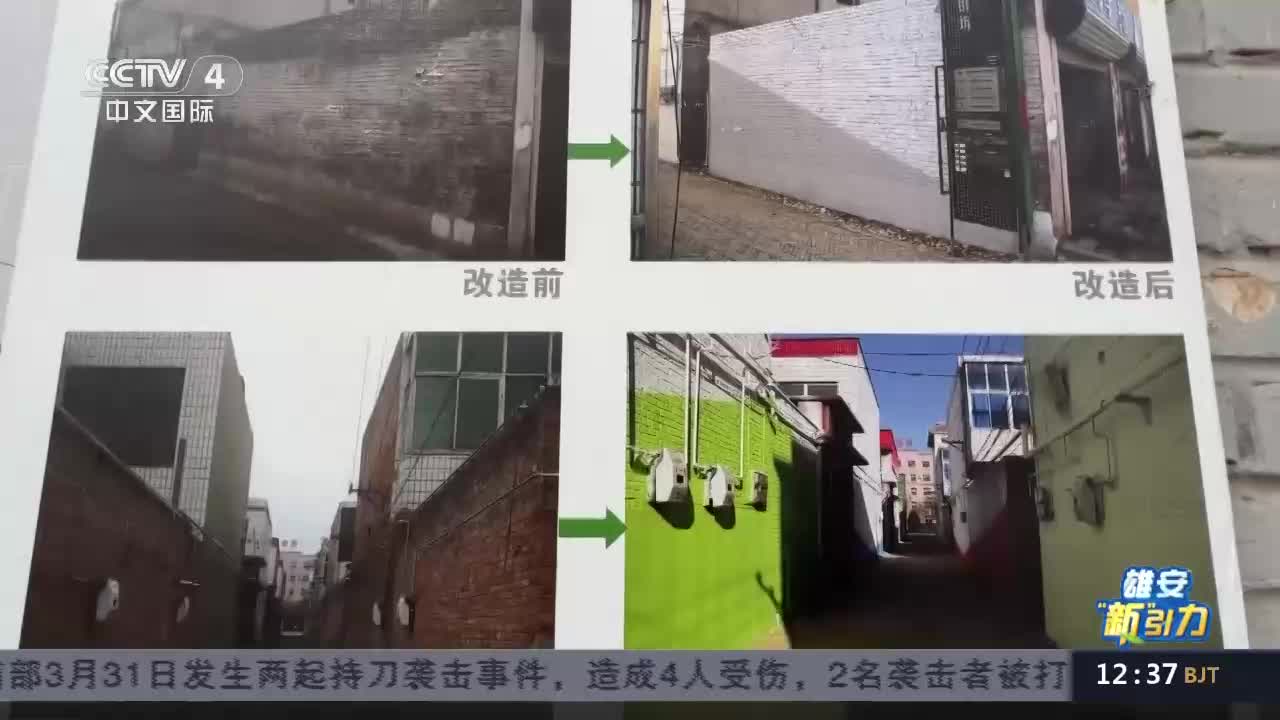 CCTV 4
中文国际
改造前
改造后
雄安
"新"引力
部3月31日发生两起持刀袭击事件，造成4人受伤，2名袭击者被打
12:37 BJT